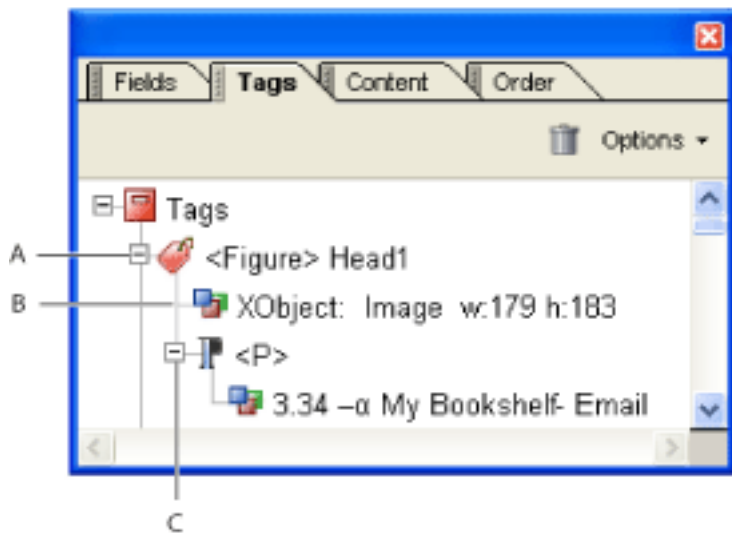 Fields Tags Content Order
Options
Tags
A <Figure> Head1
B XObject: Image w:179 h:183
<P>
3.34 –α My Bookshelf- Email
C